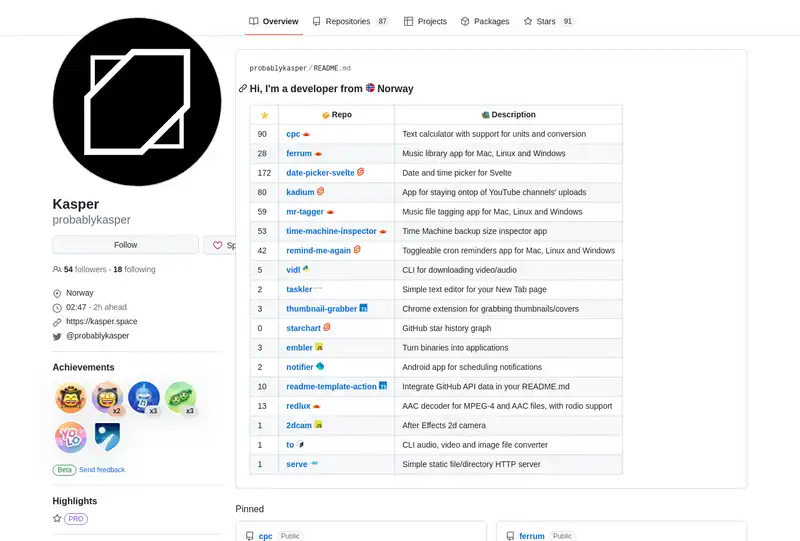 Overview Repositories 87 Projects Packages Stars 91
Kasper
probablykasper
Follow
54 followers · 18 following
Norway
02:47 - 2h ahead
https://kasper.space
@probablykasper
Achievements
x2
x3
x3
YOLO
Beta Send feedback
Highlights
PRO
probablykasper/README.md
Hi, I'm a developer from Norway
Repo Description
90 cpc Text calculator with support for units and conversion
28 ferrum Music library app for Mac, Linux and Windows
172 date-picker-svelte Date and time picker for Svelte
80 kadium App for staying ontop of YouTube channels' uploads
59 mr-tagger Music file tagging app for Mac, Linux and Windows
53 time-machine-inspector Time Machine backup size inspector app
42 remind-me-again Toggleable cron reminders app for Mac, Linux and Windows
5 vidl CLI for downloading video/audio
2 taskler Simple text editor for your New Tab page
3 thumbnail-grabber Chrome extension for grabbing thumbnails/covers
0 starchart GitHub star history graph
3 embler Turn binaries into applications
2 notifier Android app for scheduling notifications
10 readme-template-action Integrate GitHub API data in your README.md
13 redlux AAC decoder for MPEG-4 and AAC files, with rodio support
1 2dcam After Effects 2d camera
1 to CLI audio, video and image file converter
1 serve Simple static file/directory HTTP server
Pinned
cpc Public
ferrum Public